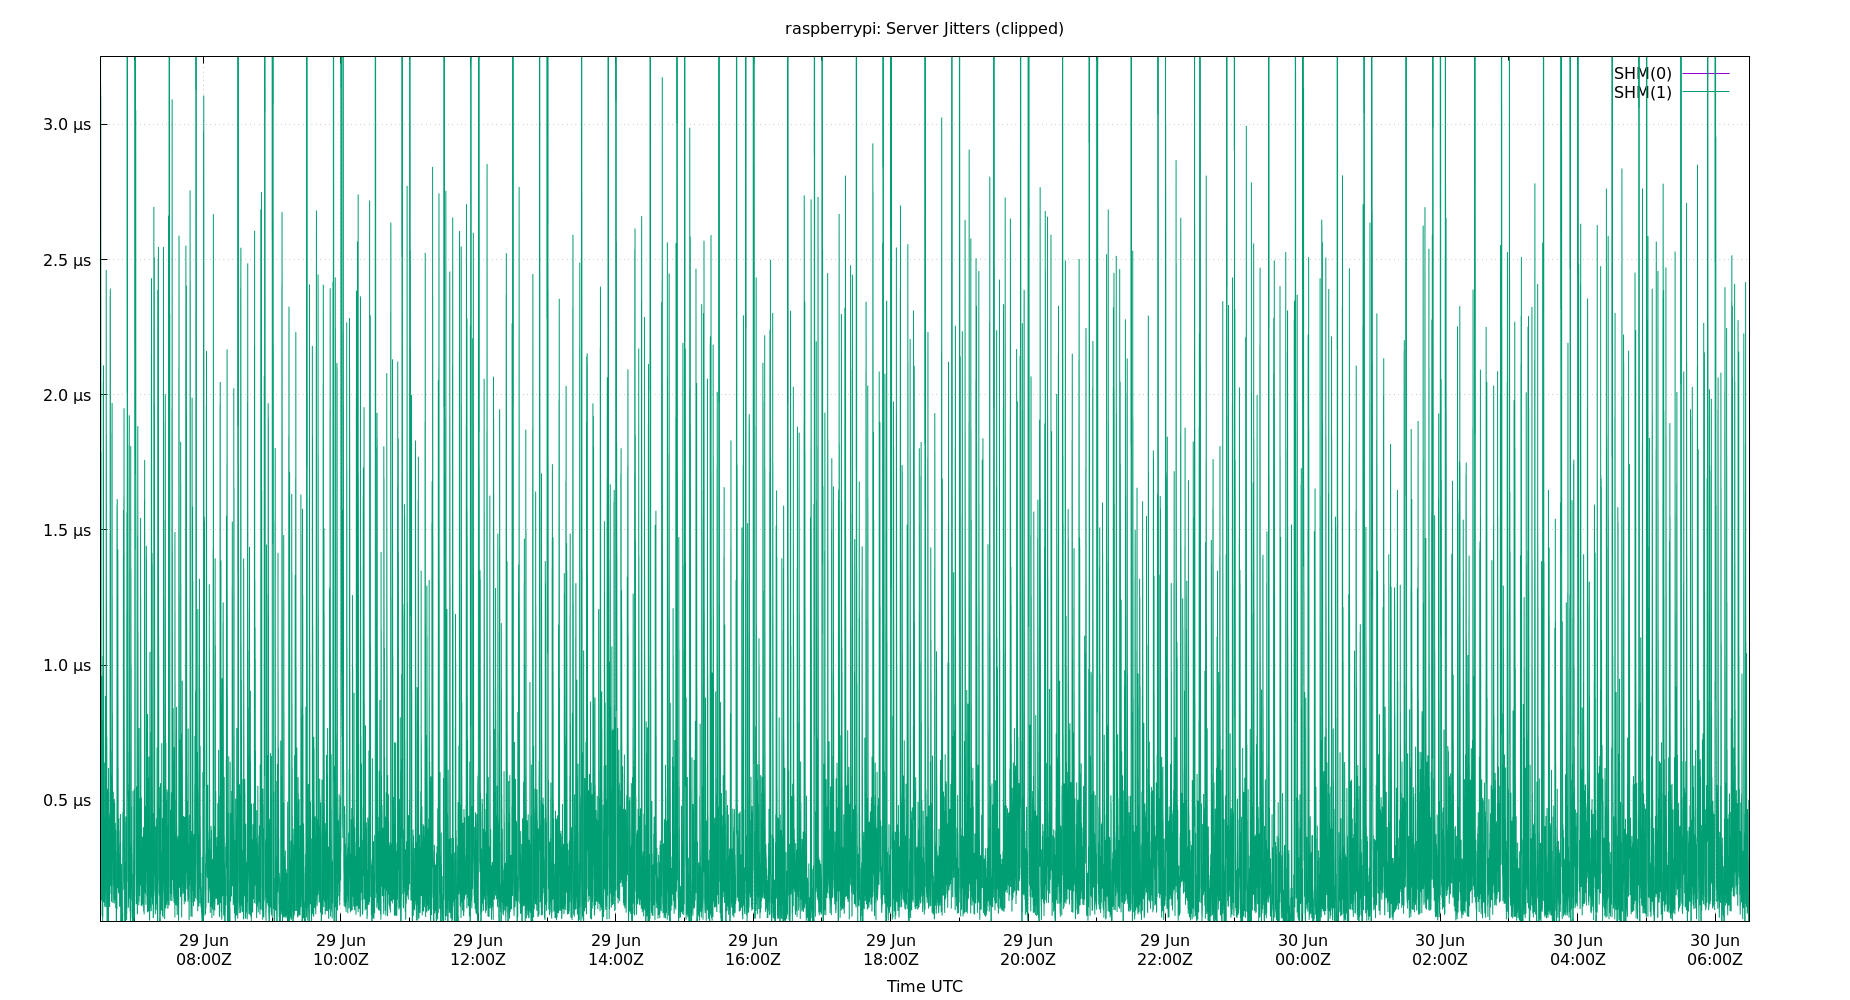 raspberrypi: Server Jitters (clipped)
SHM(0)
SHM(1)
3.0 µs
2.5 µs
2.0 µs
1.5 µs
1.0 µs
0.5 µs
29 Jun 29 Jun 29 Jun 29 Jun 29 Jun 29 Jun 29 Jun 29 Jun 30 Jun 30 Jun 30 Jun 30 Jun
08:00Z 10:00Z 12:00Z 14:00Z 16:00Z 18:00Z 20:00Z 22:00Z 00:00Z 02:00Z 04:00Z 06:00Z
Time UTC